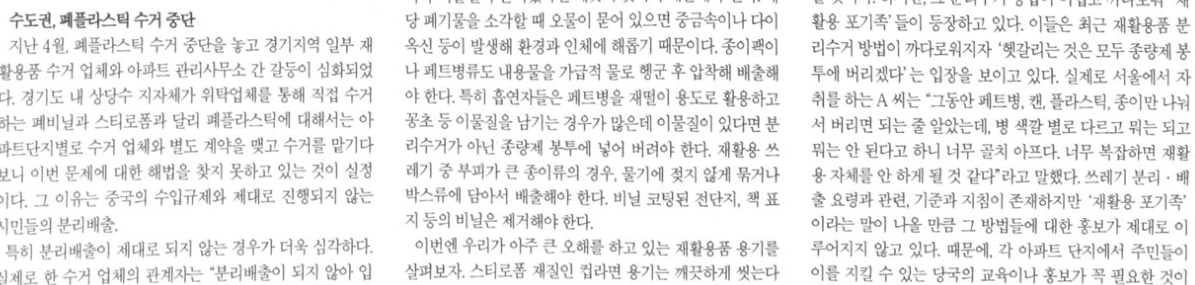 수도권, 폐플라스틱 수거 중단
지난 4월, 폐플라스틱 수거 중단을 놓고 경기지역 일부 재
활용품 수거 업체와 아파트 관리사무소 간 갈등이 심화되었
다. 경기도 내 상당수 지자체가 위탁업체를 통해 직접 수거
하는 폐비닐과 스티로폼과 달리 폐플라스틱에 대해서는 아
파트단지별로 수거 업체와 별도 계약을 맺고 수거를 맡기다
보니 이번 문제에 대한 해법을 찾지 못하고 있는 것이 실정
이다. 그 이유는 중국의 수입규제와 제대로 진행되지 않는
시민들의 분리배출.
특히 분리배출이 제대로 되지 않는 경우가 더욱 심각하다.
실제로 한 수거 업체의 관계자는 “분리배출이 되지 않아 입
당 폐기물을 소각할 때 오물이 묻어 있으면 중금속이나 다이
옥신 등이 발생해 환경과 인체에 해롭기 때문이다. 종이팩이
나 페트병류도 내용물을 가급적 물로 헹군 후 압착해 배출해
야 한다. 특히 흡연자들은 페트병을 재떨이 용도로 활용하고
꽁초 등 이물질을 남기는 경우가 많은데 이물질이 있다면 분
리수거가 아닌 종량제 봉투에 넣어 버려야 한다. 재활용 쓰
레기 중 부피가 큰 종이류의 경우, 물기에 젖지 않게 묶거나
박스류에 담아서 배출해야 한다. 비닐 코팅된 전단지, 책 표
지 등의 비닐은 제거해야 한다.
이번엔 우리가 아주 큰 오해를 하고 있는 재활용품 용기를
살펴보자. 스티로폼 재질인 컵라면 용기는 깨끗하게 씻는다
활용 포기족’들이 등장하고 있다. 이들은 최근 재활용품 분
리수거 방법이 까다로워지자 ‘헷갈리는 것은 모두 종량제 봉
투에 버리겠다’는 입장을 보이고 있다. 실제로 서울에서 자
취를 하는 A 씨는 “그동안 페트병, 캔, 플라스틱, 종이만 나눠
서 버리면 되는 줄 알았는데, 병 색깔 별로 다르고 뭐는 되고
뭐는 안 된다고 하니 너무 골치 아프다. 너무 복잡하면 재활
용 자체를 안 하게 될 것 같다”라고 말했다. 쓰레기 분리·배
출 요령과 관련, 기준과 지침이 존재하지만 ‘재활용 포기족’
이라는 말이 나올 만큼 그 방법들에 대한 홍보가 제대로 이
루어지지 않고 있다. 때문에, 각 아파트 단지에서 주민들이
이를 지킬 수 있는 당국의 교육이나 홍보가 꼭 필요한 것이